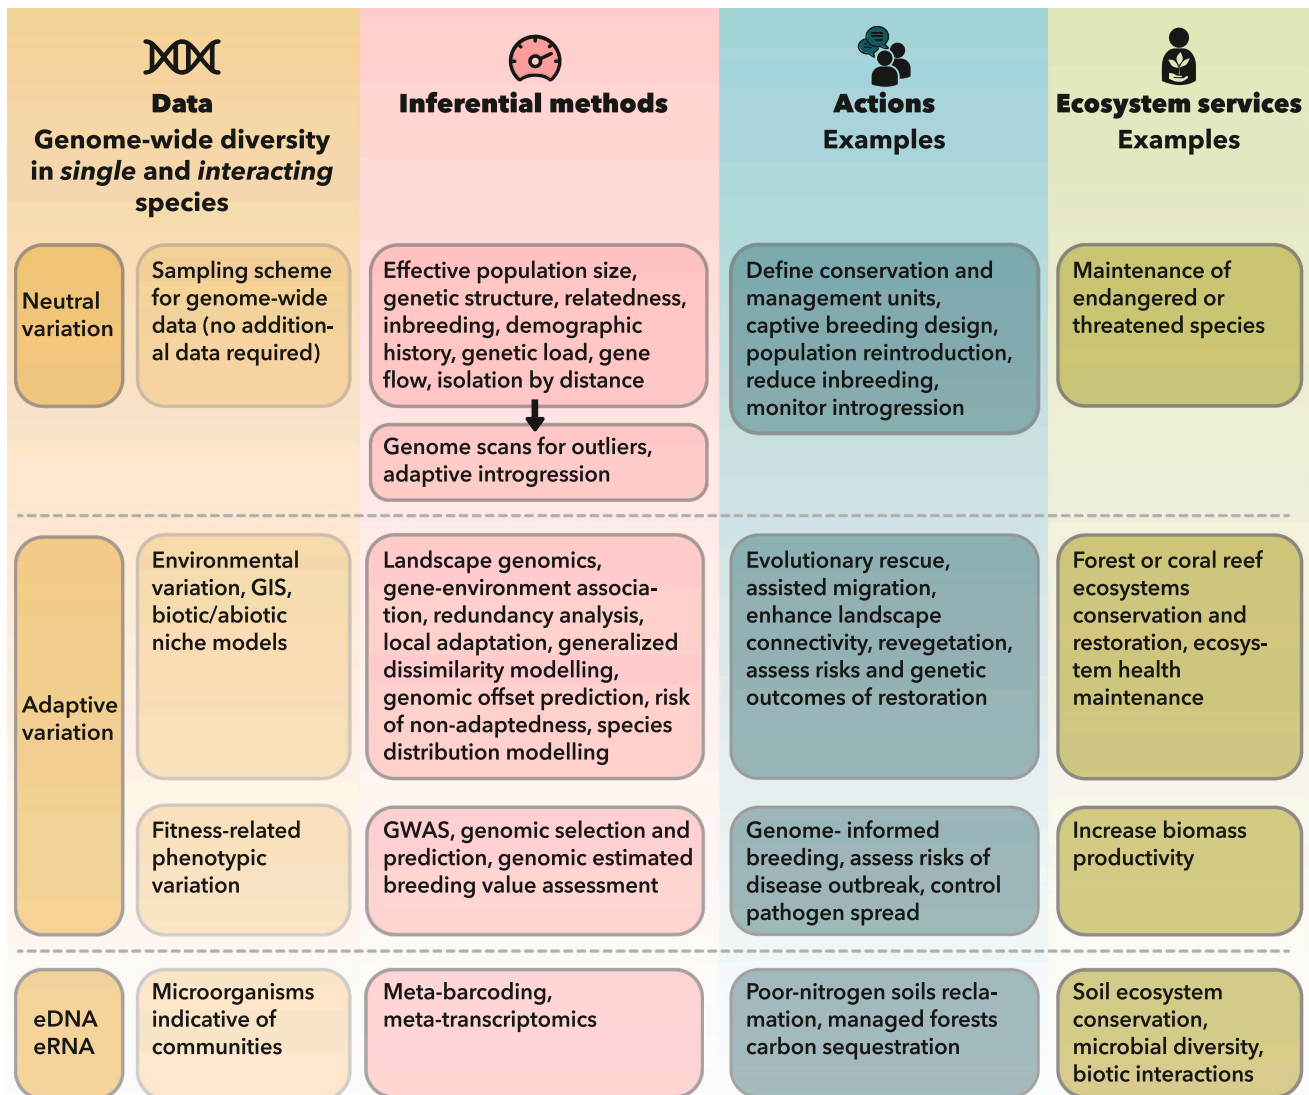 Data
Genome-wide diversity
in single and interacting
species
Inferential methods
Actions
Examples
Ecosystem services
Examples
Neutral
variation
Sampling scheme
for genome-wide
data (no addition-
al data required)
Effective population size,
genetic structure, relatedness,
inbreeding, demographic
history, genetic load, gene
flow, isolation by distance
Genome scans for outliers,
adaptive introgression
Define conservation and
management units,
captive breeding design,
population reintroduction,
reduce inbreeding,
monitor introgression
Maintenance of
endangered or
threatened species
Adaptive
variation
Environmental
variation, GIS,
biotic/abiotic
niche models
Landscape genomics,
gene-environment associa-
tion, redundancy analysis,
local adaptation, generalized
dissimilarity modelling,
genomic offset prediction, risk
of non-adaptedness, species
distribution modelling
Evolutionary rescue,
assisted migration,
enhance landscape
connectivity, revegetation,
assess risks and genetic
outcomes of restoration
Forest or coral reef
ecosystems
conservation and
restoration, ecosys-
tem health
maintenance
Fitness-related
phenotypic
variation
GWAS, genomic selection and
prediction, genomic estimated
breeding value assessment
Genome- informed
breeding, assess risks of
disease outbreak, control
pathogen spread
Increase biomass
productivity
eDNA
eRNA
Microorganisms
indicative of
communities
Meta-barcoding,
meta-transcriptomics
Poor-nitrogen soils recla-
mation, managed forests
carbon sequestration
Soil ecosystem
conservation,
microbial diversity,
biotic interactions